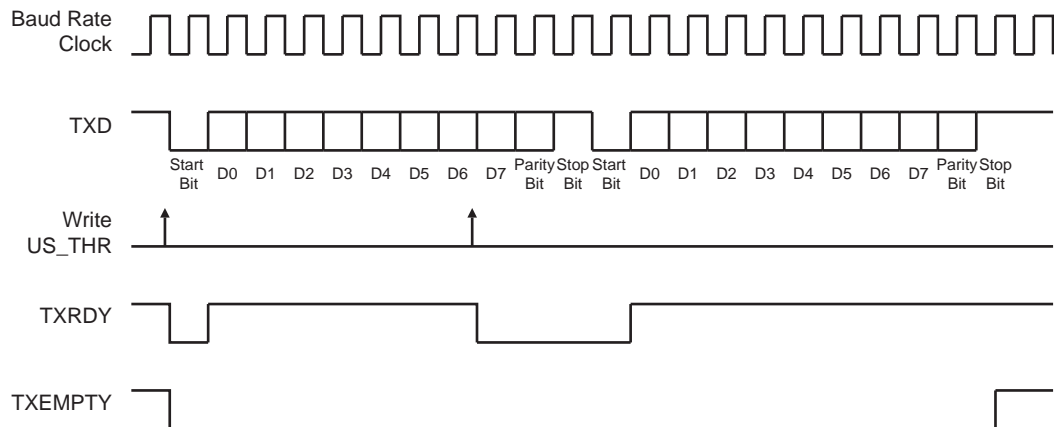 Baud Rate
Clock
TXD
Start D0 D1 D2 D3 D4 D5 D6 D7 Parity Stop Start D0 D1 D2 D3 D4 D5 D6 D7 Parity Stop
Bit Bit Bit Bit Bit Bit
Write
US_THR
TXRDY
TXEMPTY